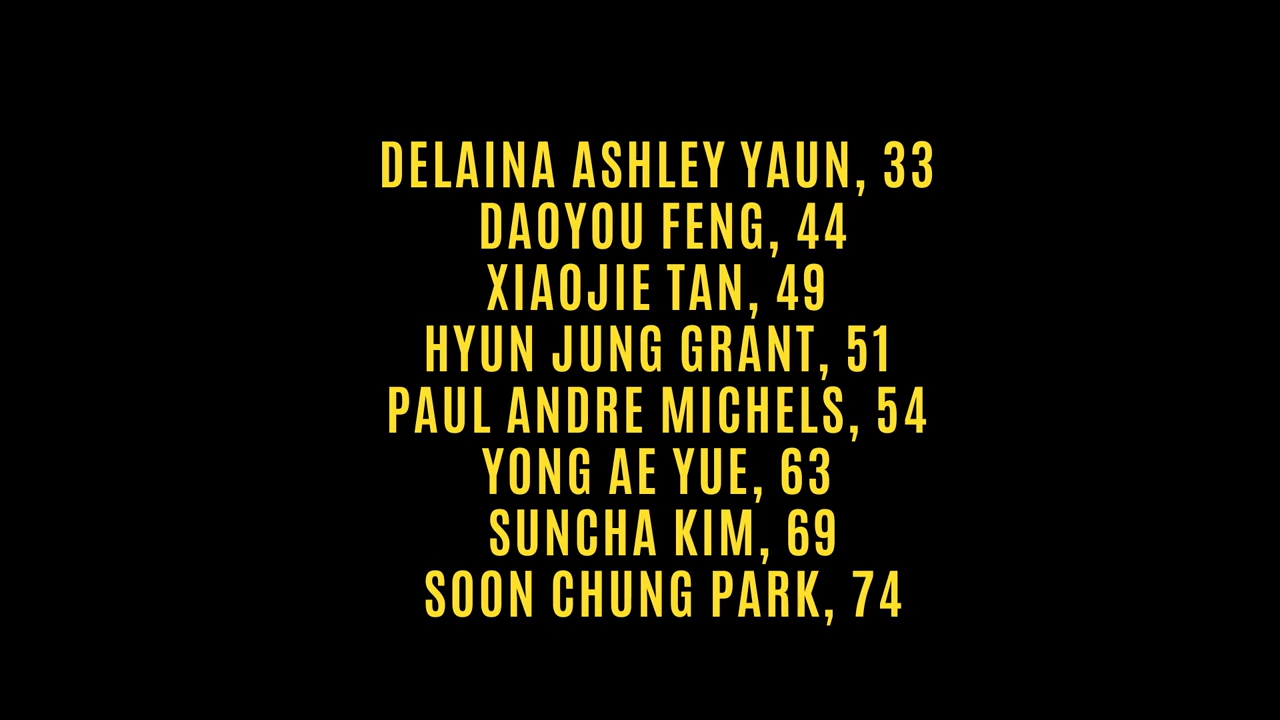 DELAINA ASHLEY YAUN, 33
DAOYOU FENG, 44
XIAOJIE TAN, 49
HYUN JUNG GRANT, 51
PAUL ANDRE MICHELS, 54
YONG AE YUE, 63
SUNCHA KIM, 69
SOON CHUNG PARK, 74